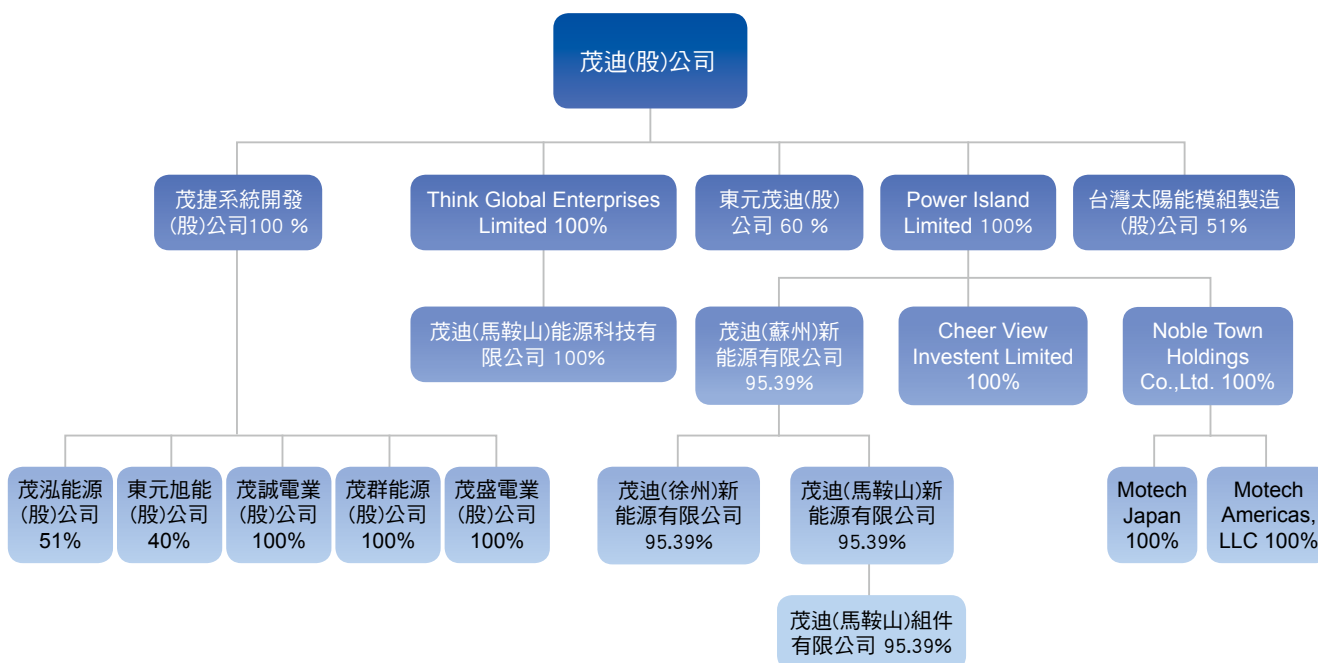 茂迪(股)公司
茂捷系統開發
(股)公司100 %
Think Global Enterprises
Limited 100%
東元茂迪(股)
公司 60 %
Power Island
Limited 100%
台灣太陽能模組製造
(股)公司 51%
茂迪(馬鞍山)能源科技有
限公司 100%
茂迪(蘇州)新
能源有限公司
95.39%
Cheer View
Investent Limited
100%
Noble Town
Holdings
Co.,Ltd. 100%
茂泓能源
(股)公司
51%
東元旭能
(股)公司
40%
茂誠電業
(股)公司
100%
茂群能源
(股)公司
100%
茂盛電業
(股)公司
100%
茂迪(徐州)新
能源有限公司
95.39%
茂迪(馬鞍山)新
能源有限公司
95.39%
Motech
Japan
100%
Motech
Americas,
LLC 100%
茂迪(馬鞍山)組件
有限公司 95.39%